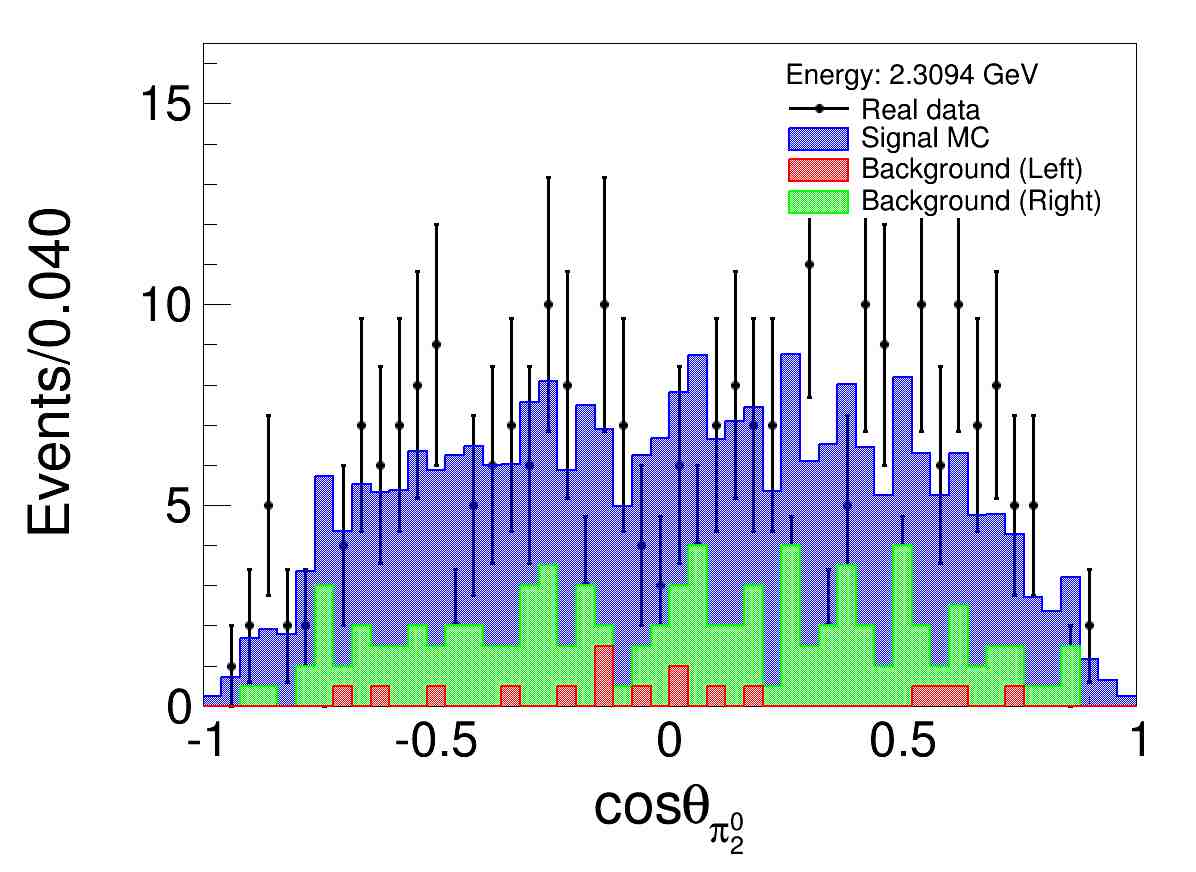 Energy: 2.3094 GeV
Real data
Signal MC
Background (Left)
Background (Right)
Events/0.040
15
10
5
0
-1 -0.5 0 0.5 1
cosθπ⁰₂